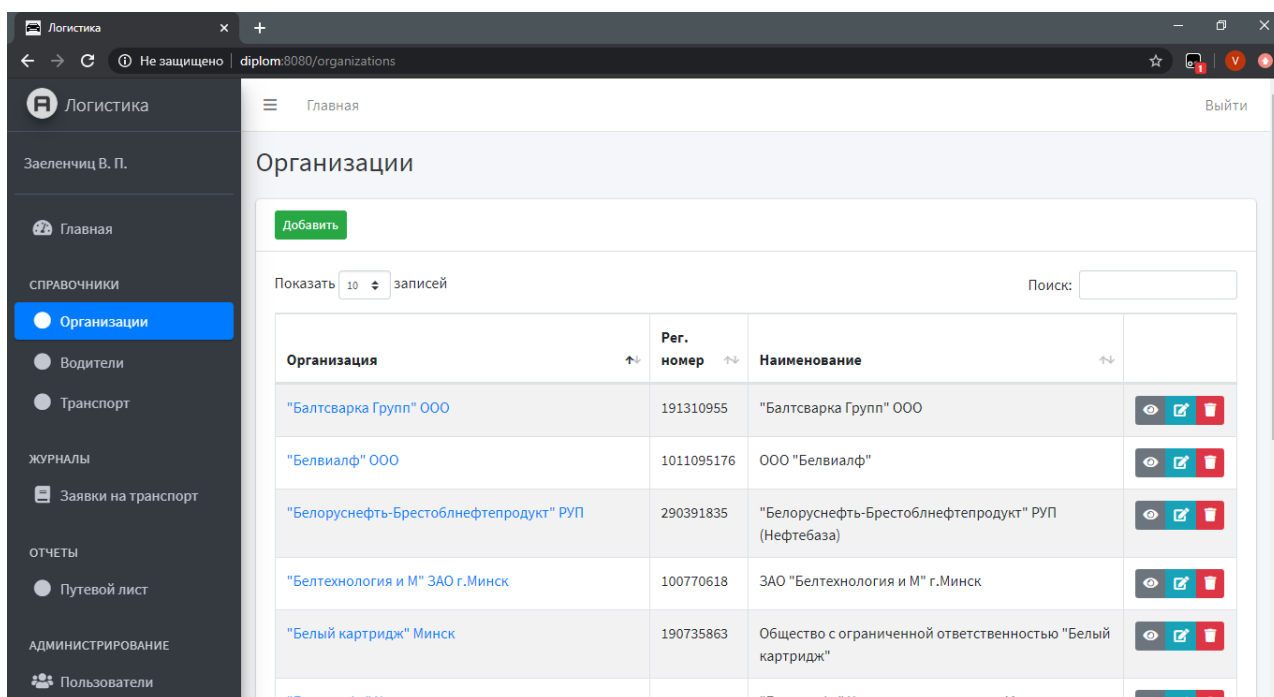 Логистика
Не защищено | diplom:8080/organizations
V
Логистика
Главная
Выйти
Заеленчиц В. П.
Организации
Главная
Добавить
СПРАВОЧНИКИ
Показать 10 записей
Поиск:
Организации
Водители
Транспорт
ЖУРНАЛЫ
Заявки на транспорт
ОТЧЕТЫ
Путевой лист
АДМИНИСТРИРОВАНИЕ
Пользователи
Организация
Рег. номер
Наименование
"Балтсварка Групп" ООО 191310955 "Балтсварка Групп" ООО
"Белвиалф" ООО 1011095176 ООО "Белвиалф"
"Белоруснефть-Брестоблнефтепродукт" РУП 290391835 "Белоруснефть-Брестоблнефтепродукт" РУП
(Нефтебаза)
"Белтехнология и М" ЗАО г.Минск 100770618 ЗАО "Белтехнология и М" г.Минск
"Белый картридж" Минск 190735863 Общество с ограниченной ответственностью "Белый
картридж"